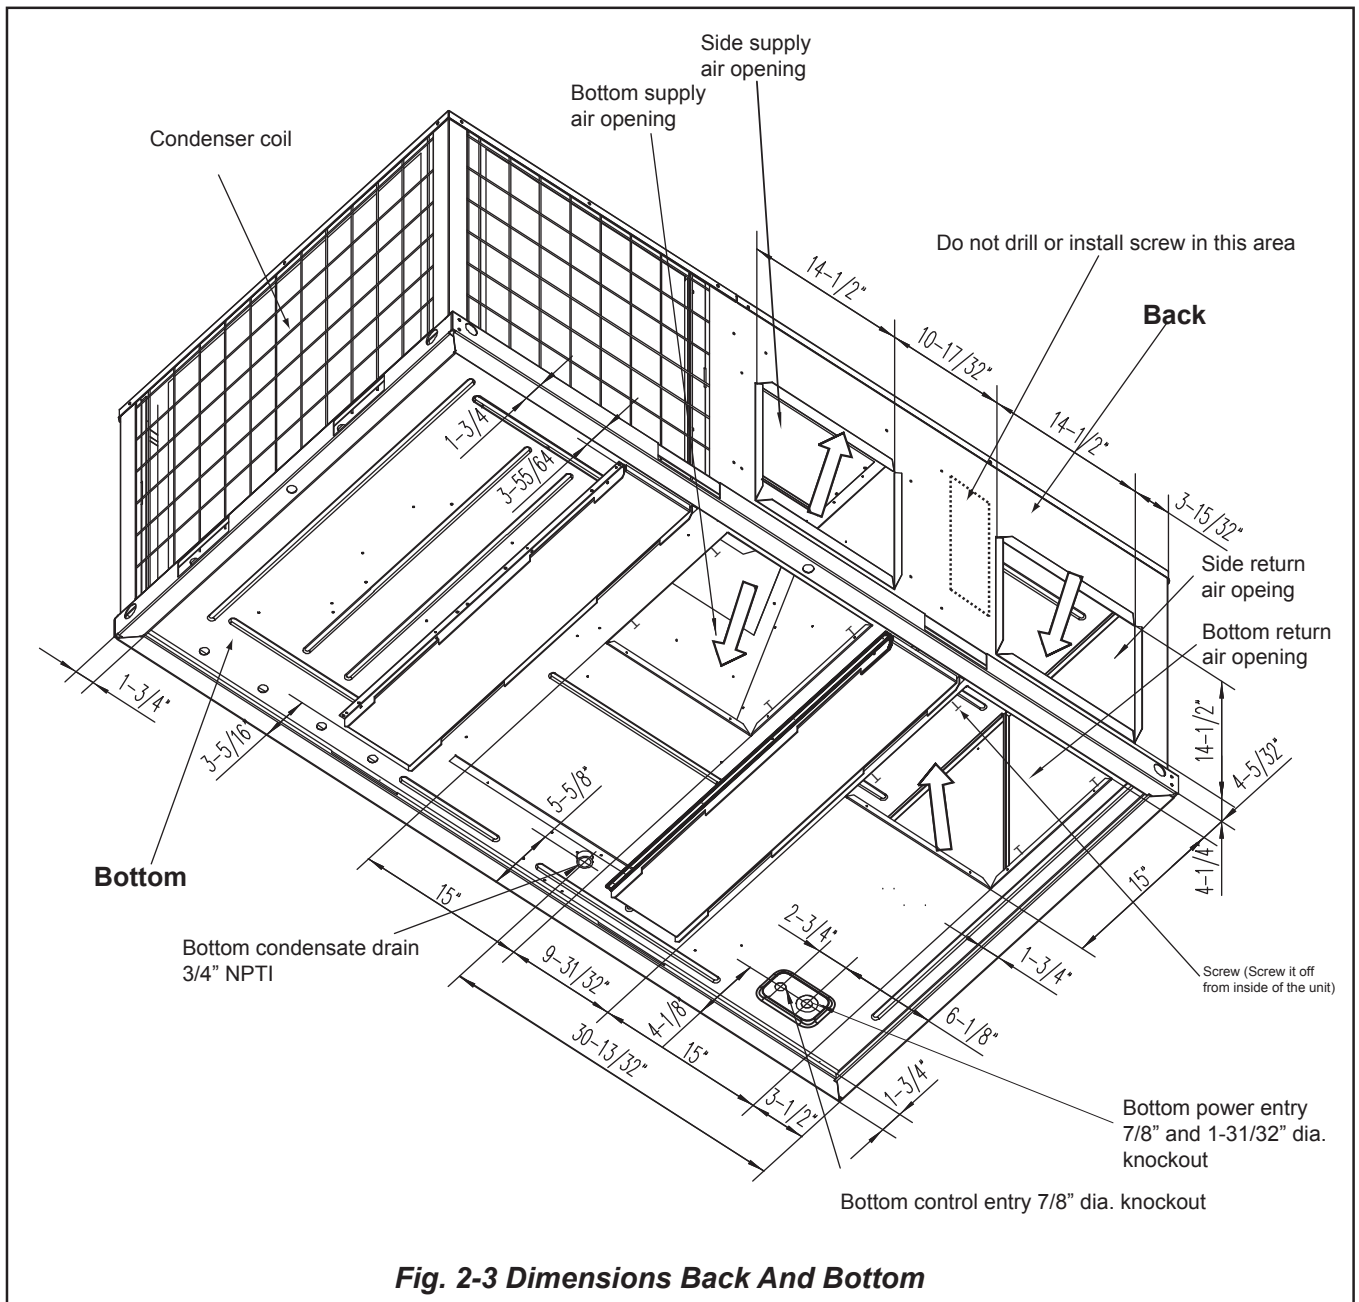 Side supply
air opening
Bottom supply
air opening
Condenser coil
Do not drill or install screw in this area
Back
14-1/2"
10-17/32"
14-1/2"
3-15/32"
1-3/4"
3-55/64
Side return
air opeing
Bottom return
air opening
1-3/4"
3-5/16
14-1/2"
4-5/32"
4-1/4
15"
5-5/8"
Bottom
15"
9-31/32"
30-13/32"
4-1/8"
15"
3-1/2"
2-3/4"
1-3/4"
6-1/8"
1-3/4"
Bottom condensate drain
3/4” NPTI
Screw (Screw it off
from inside of the unit)
Bottom power entry
7/8” and 1-31/32” dia.
knockout
Bottom control entry 7/8” dia. knockout
Fig. 2-3 Dimensions Back And Bottom